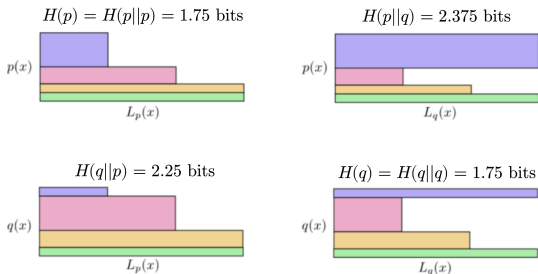 H(p) = H(p||p) = 1.75 bits
p(x)
L_p(x)
H(p||q) = 2.375 bits
p(x)
L_q(x)
H(q||p) = 2.25 bits
q(x)
L_p(x)
H(q) = H(q||q) = 1.75 bits
q(x)
L_q(x)